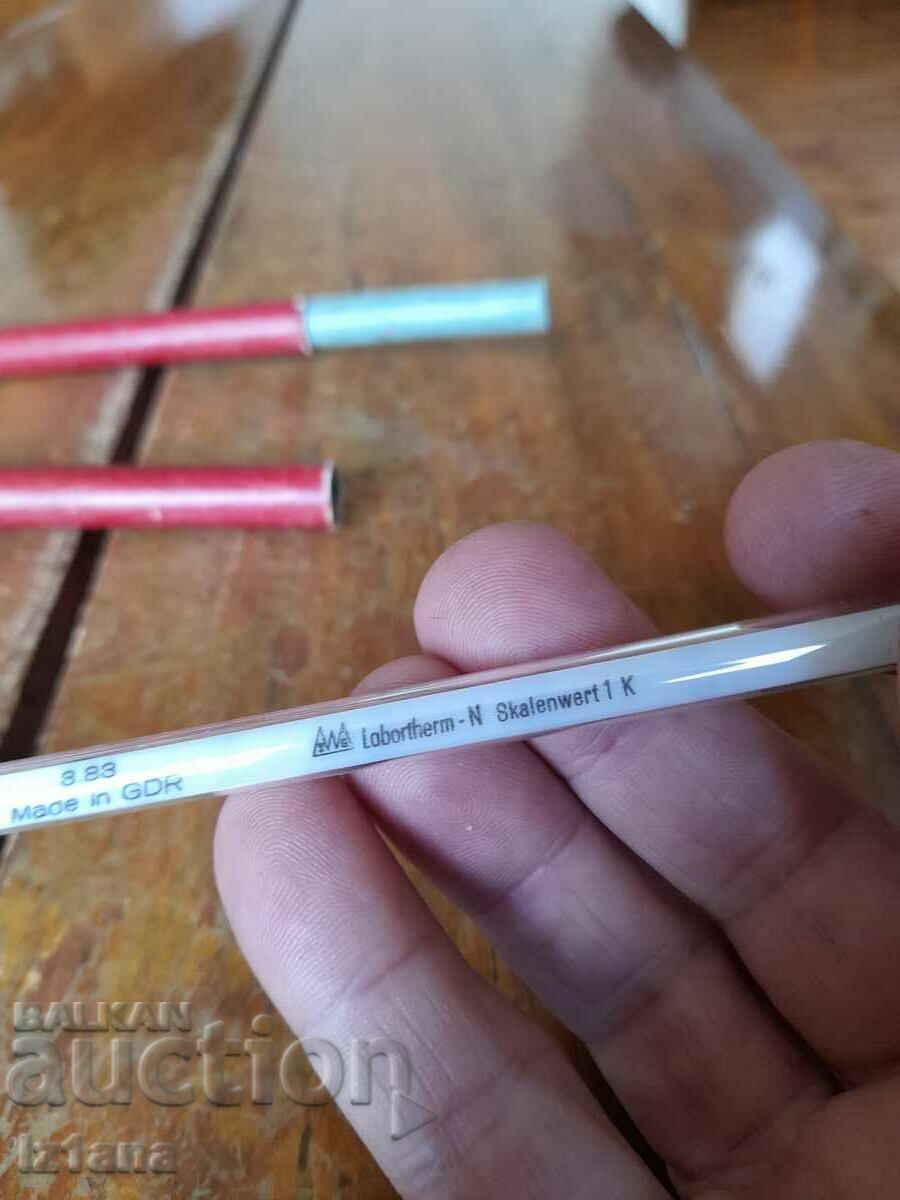 Labortherm-N Skalenwert 1 K
3.83
Made in GDR
BALKAN
auction
iz1ana